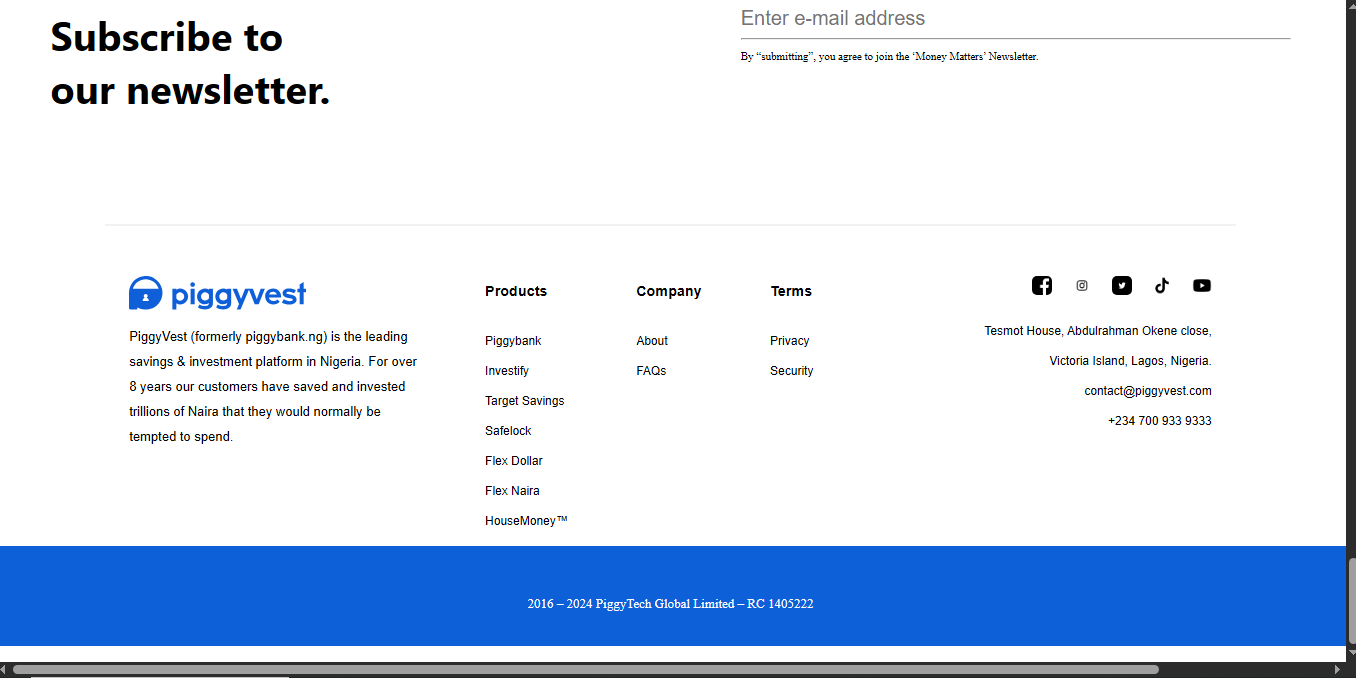 Subscribe to
our newsletter.
Enter e-mail address
By “submitting”, you agree to join the ‘Money Matters’ Newsletter.
piggyvest
PiggyVest (formerly piggybank.ng) is the leading
savings & investment platform in Nigeria. For over
8 years our customers have saved and invested
trillions of Naira that they would normally be
tempted to spend.
Products
Piggybank
Investify
Target Savings
Safelock
Flex Dollar
Flex Naira
HouseMoney™
Company
About
FAQs
Terms
Privacy
Security
Tesmot House, Abdulrahman Okene close,
Victoria Island, Lagos, Nigeria.
contact@piggyvest.com
+234 700 933 9333
2016 – 2024 PiggyTech Global Limited – RC 1405222